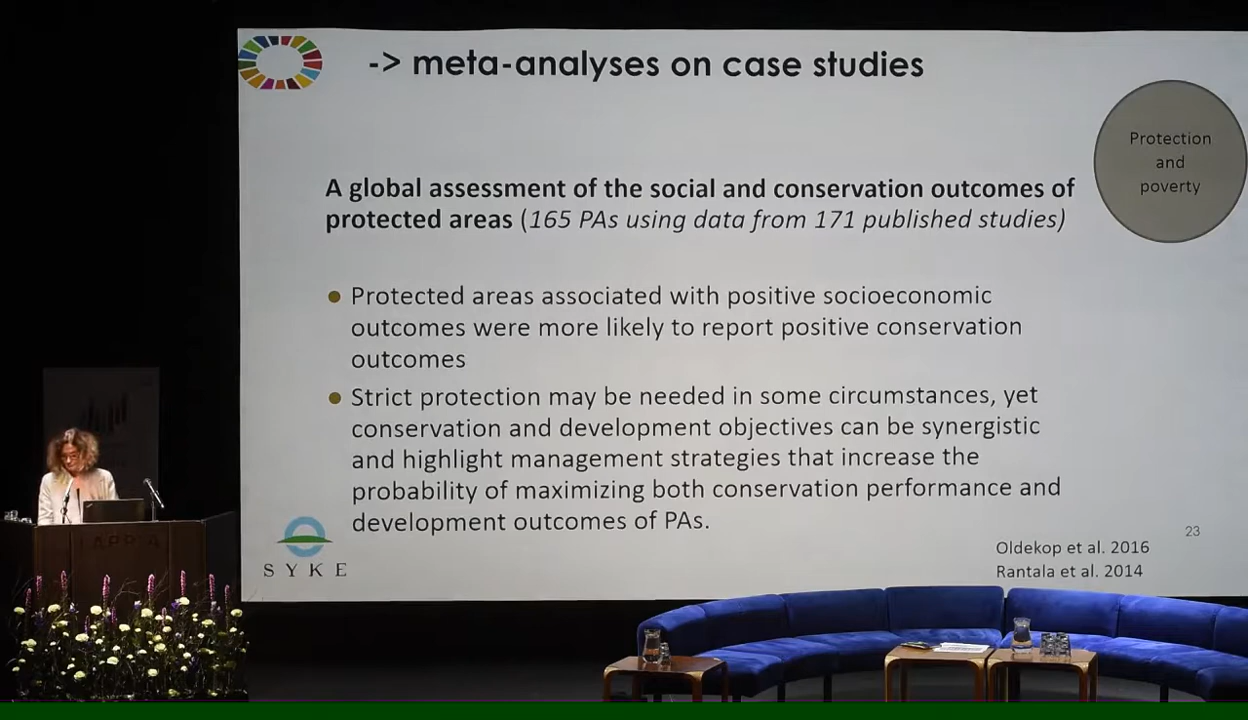 -> meta-analyses on case studies
Protection
and
poverty
A global assessment of the social and conservation outcomes of
protected areas (165 PAs using data from 171 published studies)
Protected areas associated with positive socioeconomic
outcomes were more likely to report positive conservation
outcomes
Strict protection may be needed in some circumstances, yet
conservation and development objectives can be synergistic
and highlight management strategies that increase the
probability of maximizing both conservation performance and
development outcomes of PAs.
23
Oldekop et al. 2016
Rantala et al. 2014
SYKE